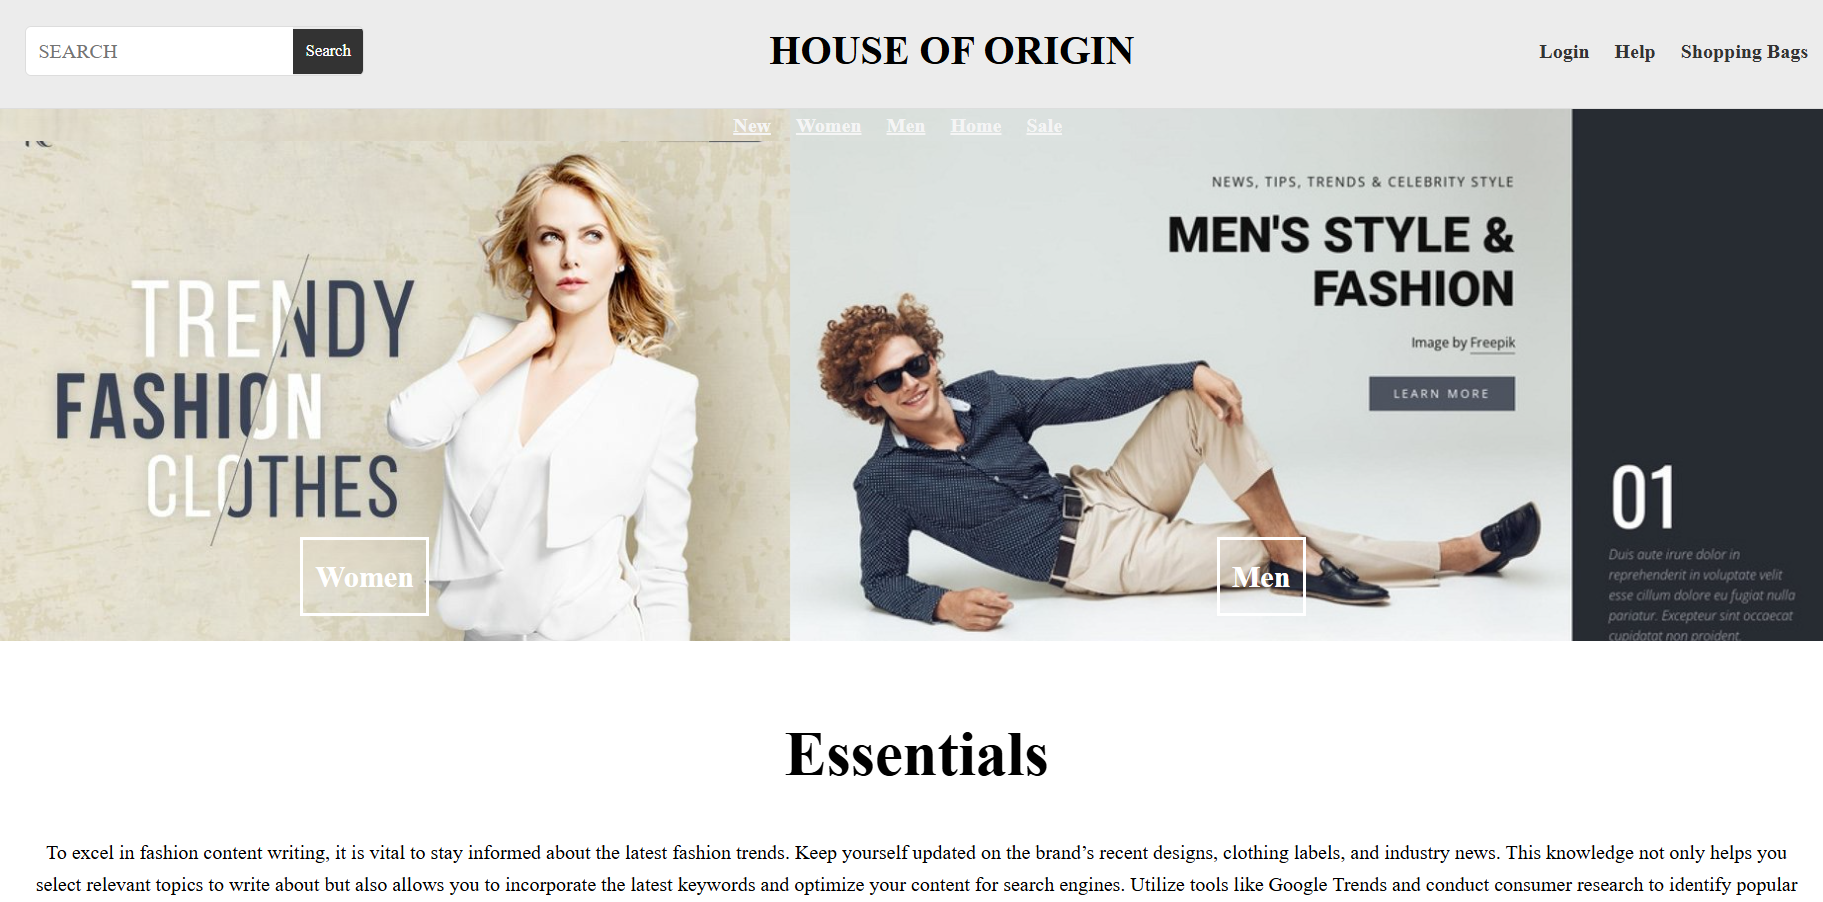 SEARCH
Search
HOUSE OF ORIGIN
Login Help Shopping Bags
New Women Men Home Sale
TRENDY
FASHION
CLOTHES
Women
NEWS, TIPS, TRENDS & CELEBRITY STYLE
MEN'S STYLE &
FASHION
Image by Freepik
LEARN MORE
Men
01
Duis aute irure dolor in
reprehenderit in voluptate velit
esse cillum dolore eu fugiat nulla
pariatur. Excepteur sint occaecat
cupidatat non proident,
Essentials
To excel in fashion content writing, it is vital to stay informed about the latest fashion trends. Keep yourself updated on the brand’s recent designs, clothing labels, and industry news. This knowledge not only helps you
select relevant topics to write about but also allows you to incorporate the latest keywords and optimize your content for search engines. Utilize tools like Google Trends and conduct consumer research to identify popular